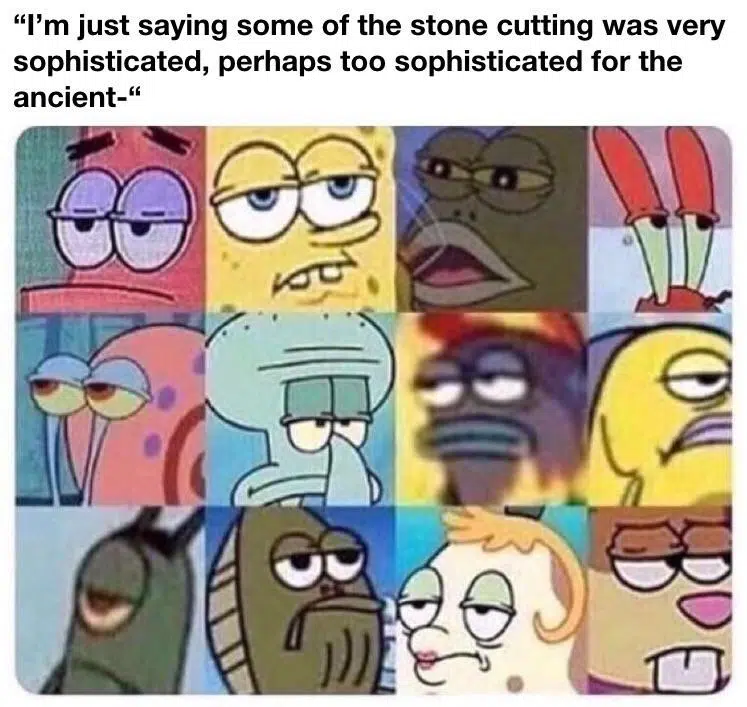 “I’m just saying some of the stone cutting was very
sophisticated, perhaps too sophisticated for the
ancient-“